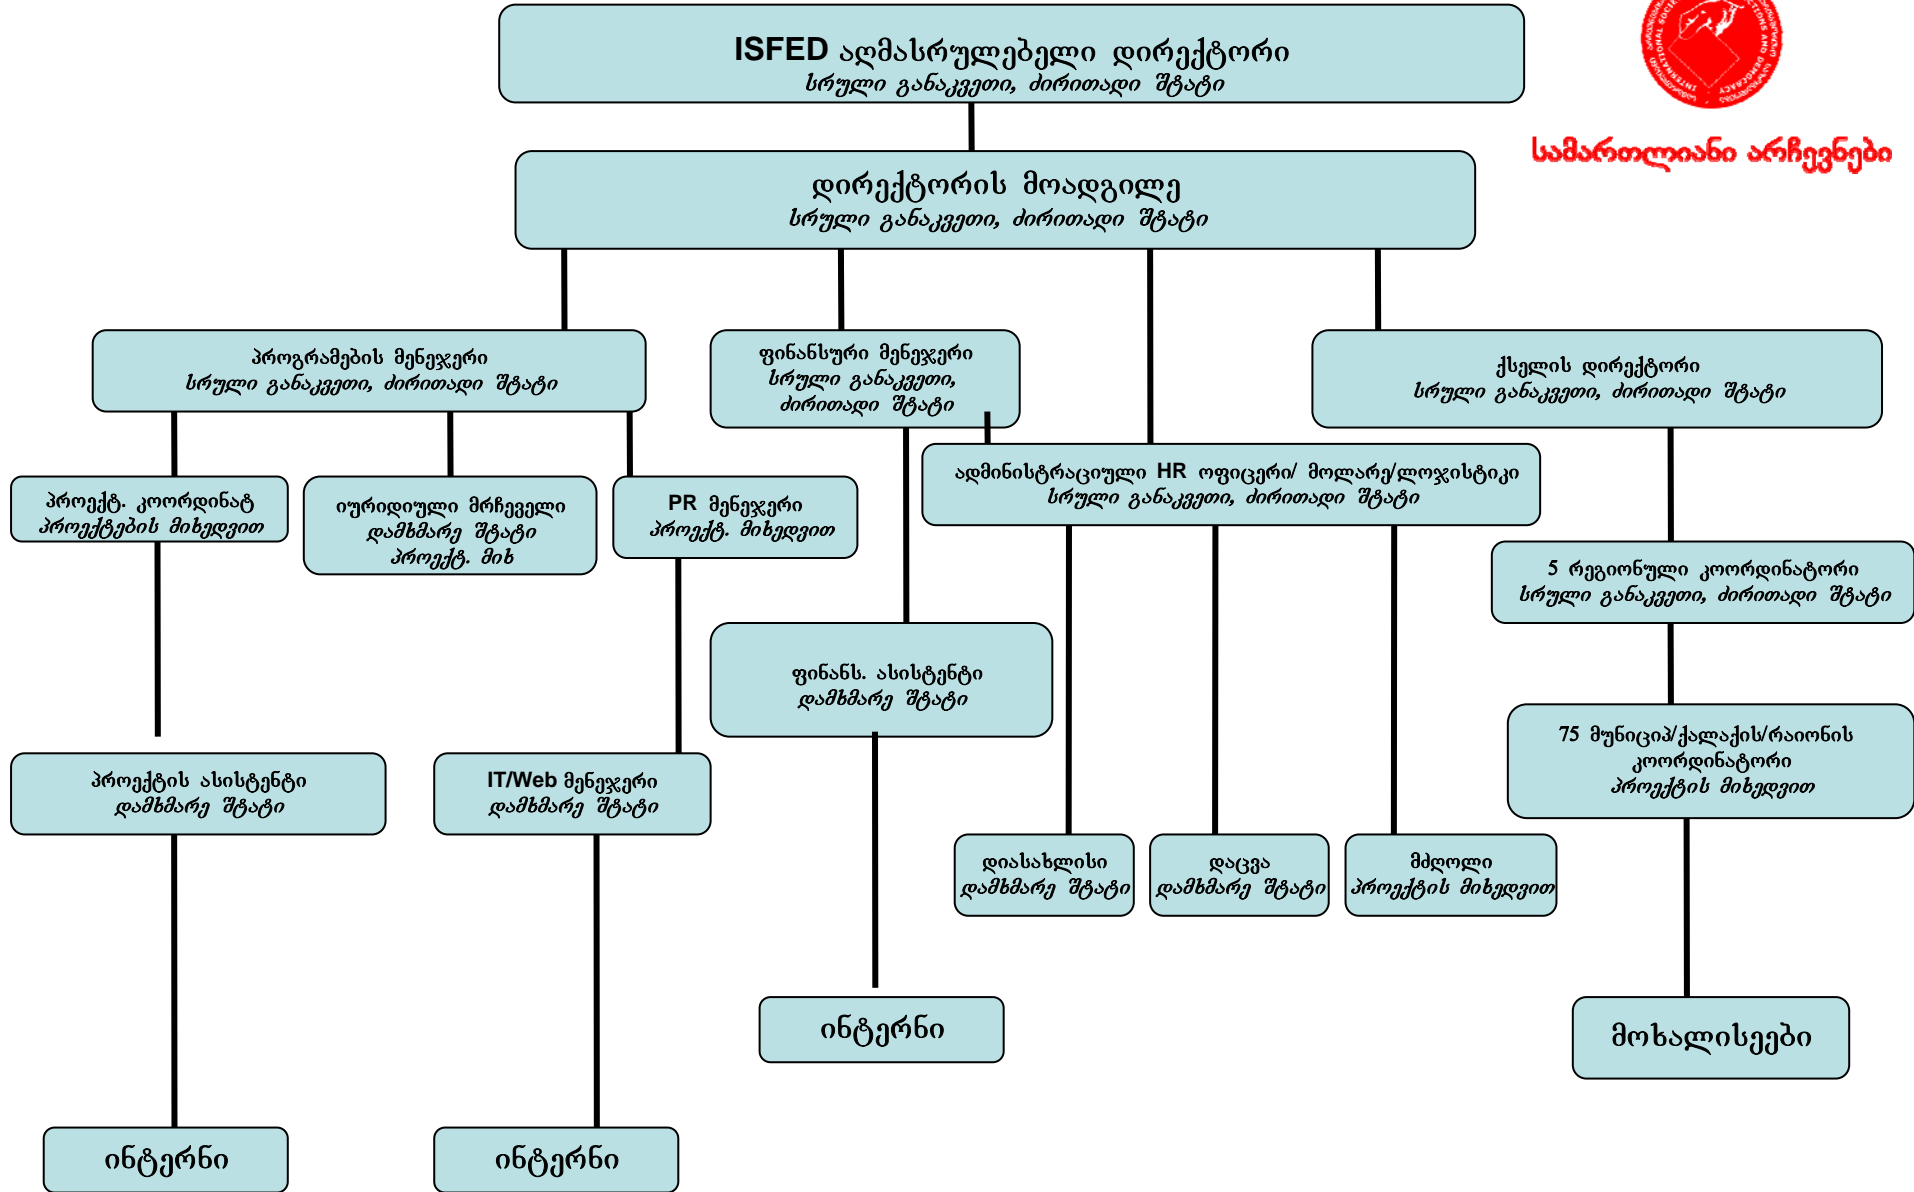 ISFED აღმასრულებელი დირექტორი
სრული განაკვეთი, ძირითადი შტატი
სამართლიანი არჩევნები
დირექტორის მოადგილე
სრული განაკვეთი, ძირითადი შტატი
პროგრამების მენეჯერი
სრული განაკვეთი, ძირითადი შტატი
ფინანსური მენეჯერი
სრული განაკვეთი,
ძირითადი შტატი
ქსელის დირექტორი
სრული განაკვეთი, ძირითადი შტატი
ადმინისტრაციული HR ოფიცერი/ მოლარე/ლოჯისტიკი
სრული განაკვეთი, ძირითადი შტატი
პროექტ. კოორდინატ
პროექტების მიხედვით
იურიდიული მრჩეველი
დამხმარე შტატი
პროექტ. მიხ
PR მენეჯერი
პროექტ. მიხედვით
5 რეგიონული კოორდინატორი
სრული განაკვეთი, ძირითადი შტატი
ფინანს. ასისტენტი
დამხმარე შტატი
75 მუნიციპ/ქალაქის/რაიონის
კოორდინატორი
პროექტის მიხედვით
პროექტის ასისტენტი
დამხმარე შტატი
IT/Web მენეჯერი
დამხმარე შტატი
დიასახლისი
დამხმარე შტატი
დაცვა
დამხმარე შტატი
მძღოლი
პროექტის მიხედვით
ინტერნი
მოხალისეები
ინტერნი
ინტერნი